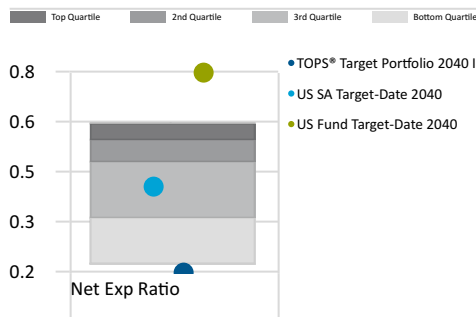 Top Quartile 2nd Quartile 3rd Quartile Bottom Quartile
0.8
0.6
0.5
0.3
0.2
Net Exp Ratio
TOPS® Target Portfolio 2040 I
US SA Target-Date 2040
US Fund Target-Date 2040